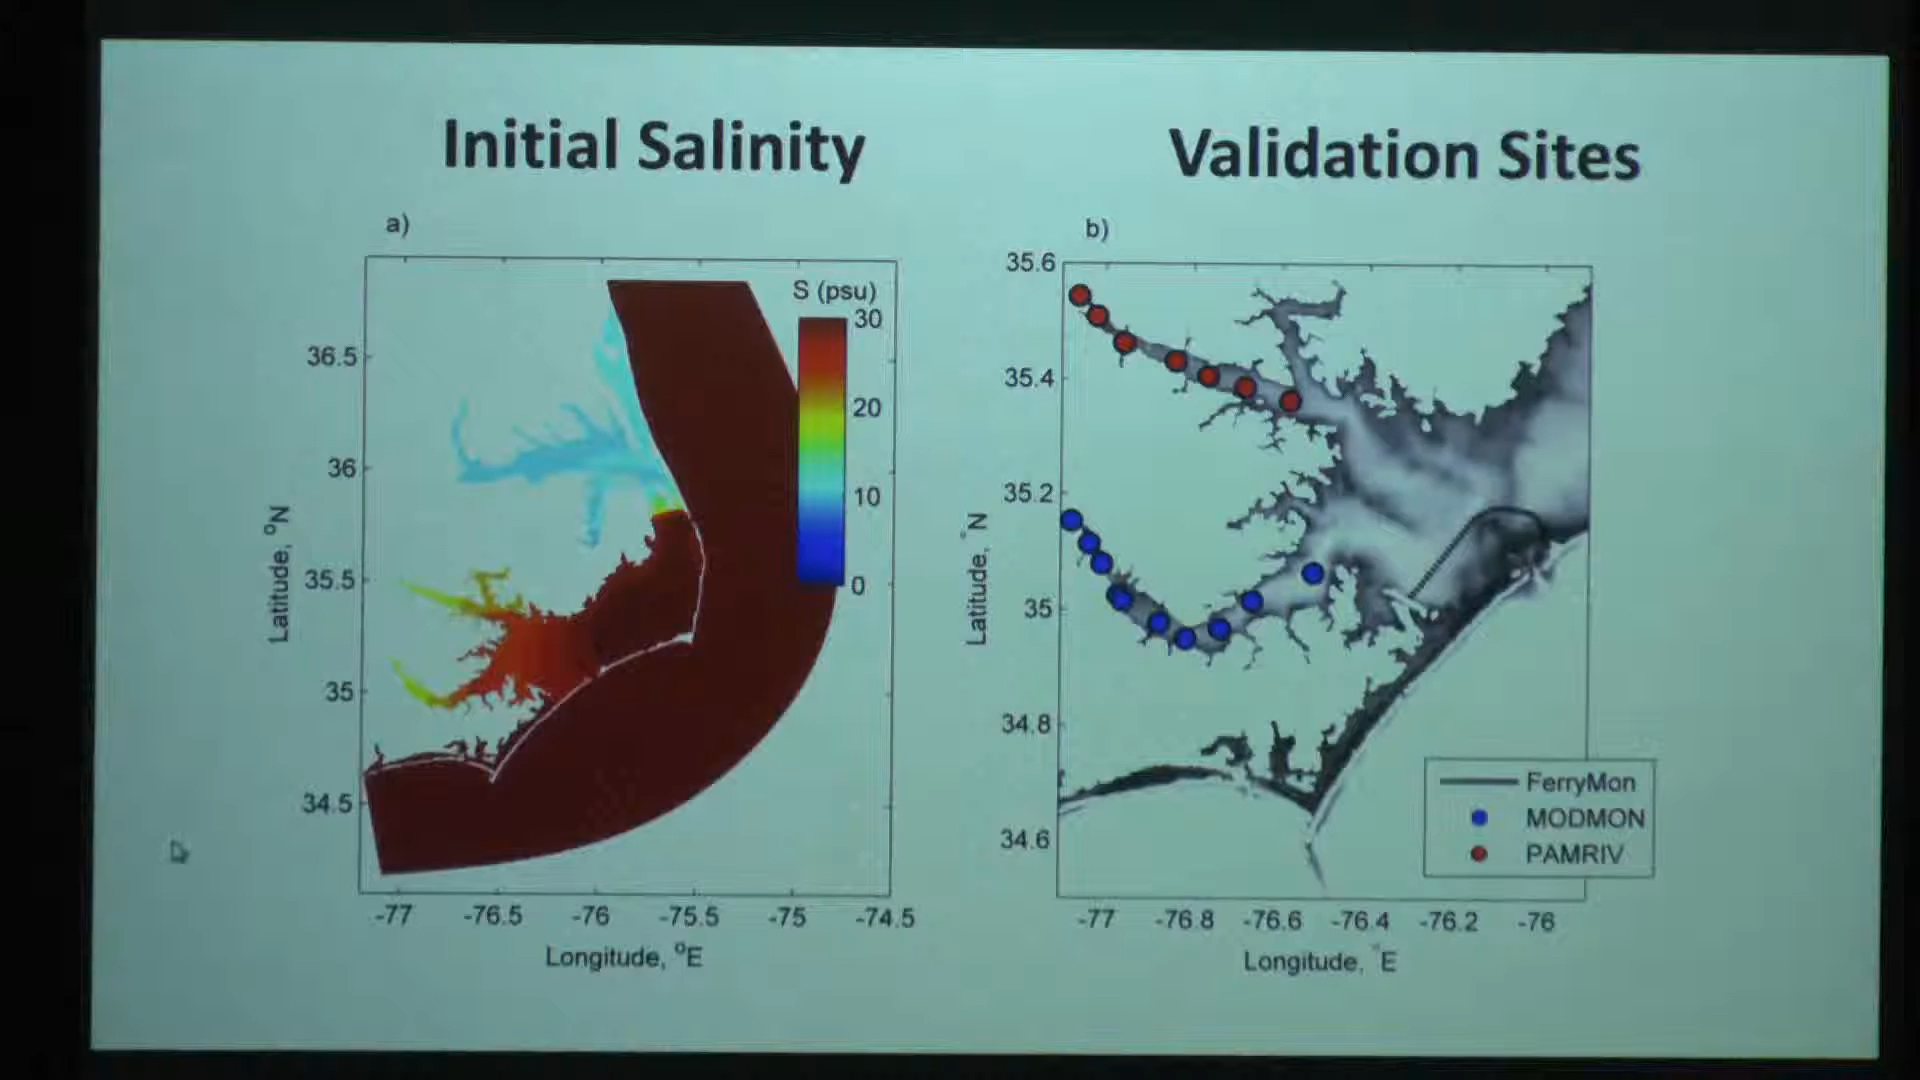 Initial Salinity
Validation Sites
a)
S (psu)
30
20
10
0
36.5
36
35.5
35
34.5
Latitude, °N
-77
-76.5
-76
-75.5
-75
-74.5
Longitude, °E
b)
35.6
35.4
35.2
35
34.8
34.6
Latitude, °N
-77
-76.8
-76.6
-76.4
-76.2
-76
Longitude, °E
FerryMon
MODMON
PAMRIV